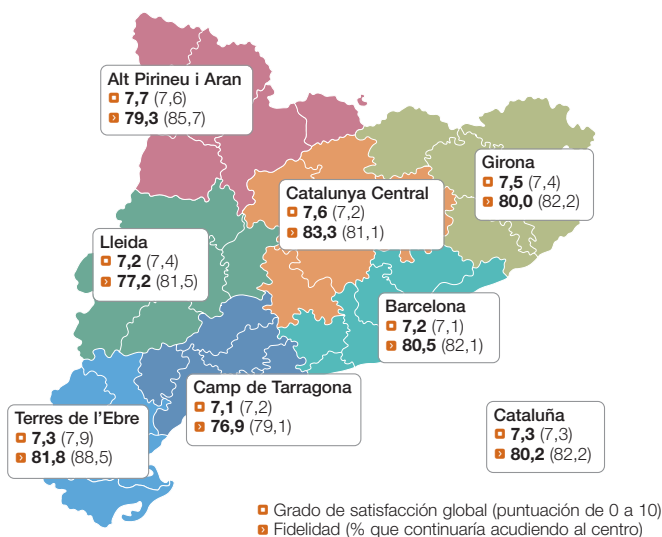 Alt Pirineu i Aran
7,7 (7,6)
79,3 (85,7)
Girona
7,5 (7,4)
80,0 (82,2)
Catalunya Central
7,6 (7,2)
83,3 (81,1)
Lleida
7,2 (7,4)
77,2 (81,5)
Barcelona
7,2 (7,1)
80,5 (82,1)
Camp de Tarragona
7,1 (7,2)
76,9 (79,1)
Terres de l’Ebre
7,3 (7,9)
81,8 (88,5)
Cataluña
7,3 (7,3)
80,2 (82,2)
Grado de satisfacción global (puntuación de 0 a 10)
Fidelidad (% que continuaría acudiendo al centro)